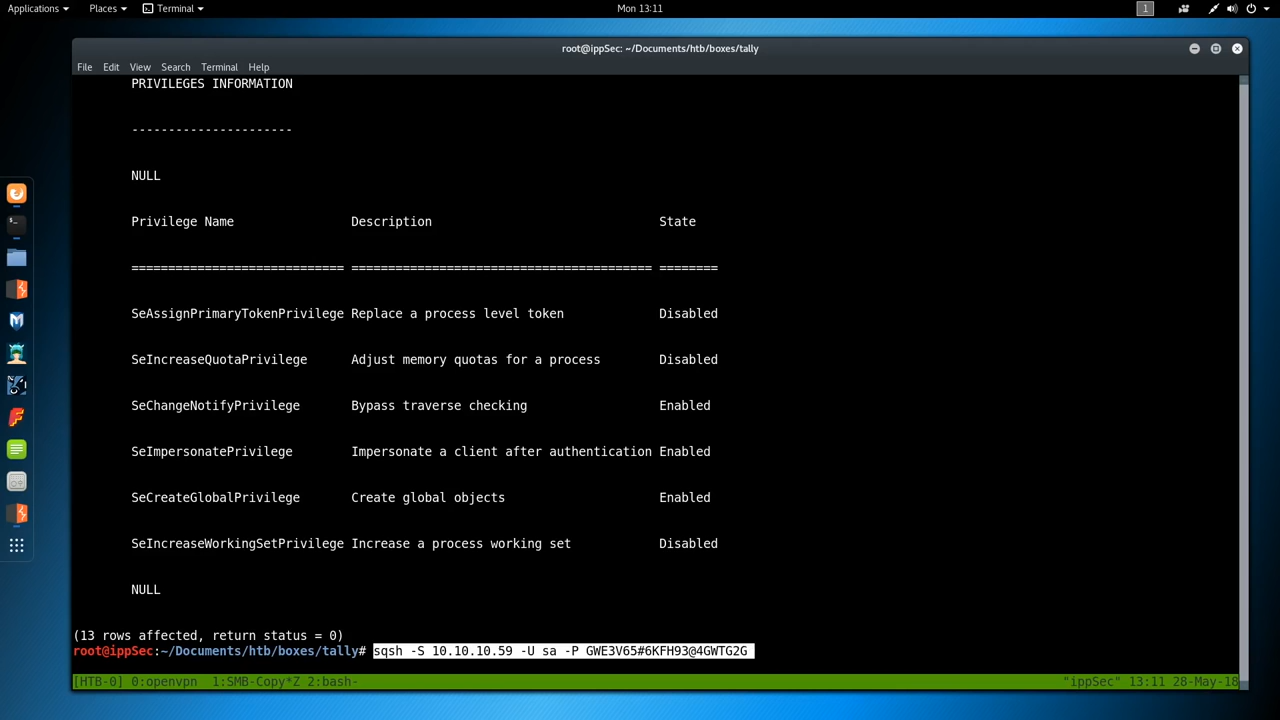 Applications Places Terminal Mon 13:11 1
root@ippSec: ~/Documents/htb/boxes/tally
File Edit View Search Terminal Help
PRIVILEGES INFORMATION
----------------------
NULL
Privilege Name Description State
============================= ========================================= ========
SeAssignPrimaryTokenPrivilege Replace a process level token Disabled
SeIncreaseQuotaPrivilege Adjust memory quotas for a process Disabled
SeChangeNotifyPrivilege Bypass traverse checking Enabled
SeImpersonatePrivilege Impersonate a client after authentication Enabled
SeCreateGlobalPrivilege Create global objects Enabled
SeIncreaseWorkingSetPrivilege Increase a process working set Disabled
NULL
(13 rows affected, return status = 0)
root@ippSec:~/Documents/htb/boxes/tally# sqsh -S 10.10.10.59 -U sa -P GWE3V65#6KFH93@4GWTG2G
[HTB-0] 0:openvpn 1:SMB-Copy*Z 2:bash- "ippSec" 13:11 28-May-18